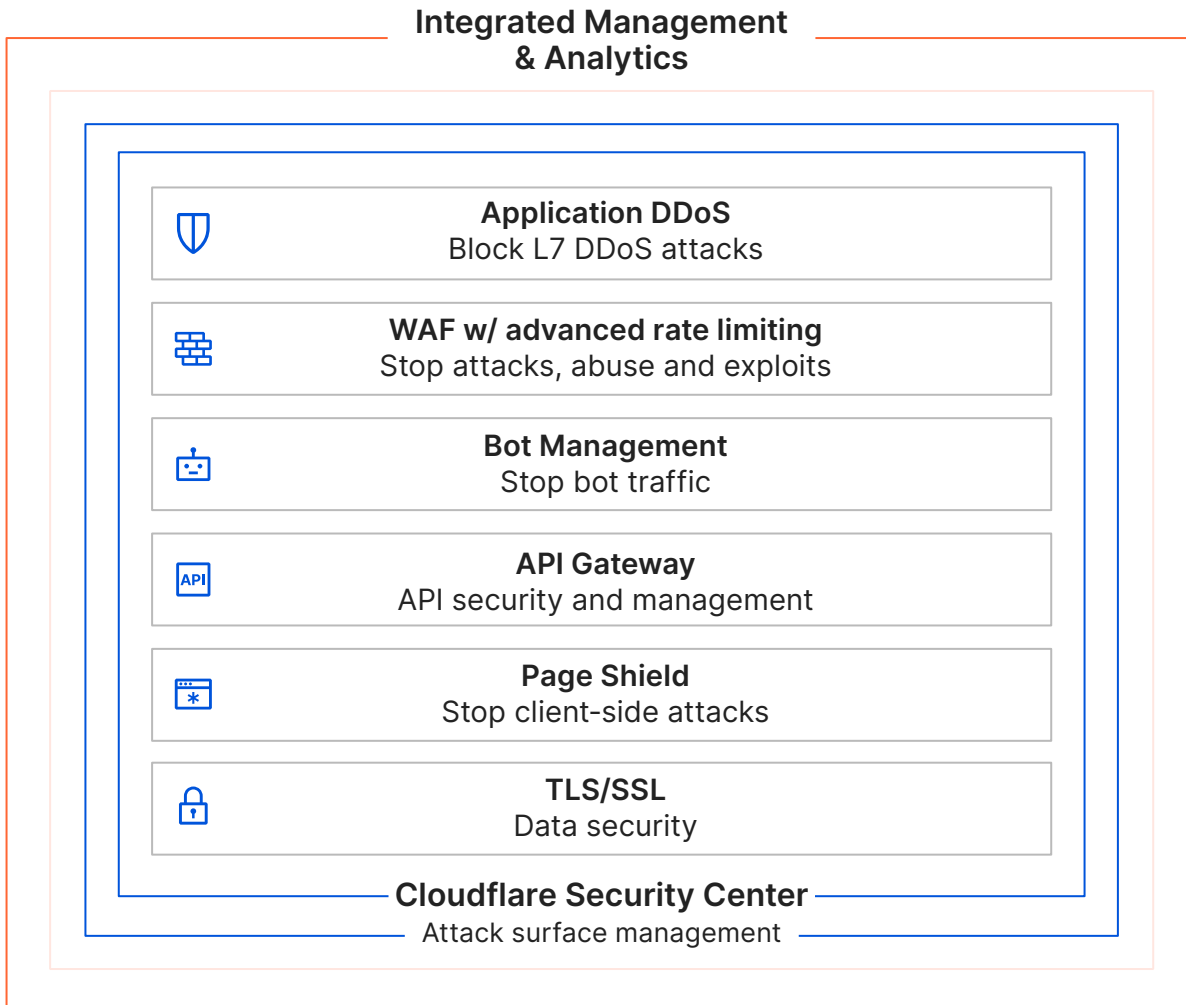 Integrated Management
& Analytics
Application DDoS
Block L7 DDoS attacks
WAF w/ advanced rate limiting
Stop attacks, abuse and exploits
Bot Management
Stop bot traffic
API
API Gateway
API security and management
Page Shield
Stop client-side attacks
TLS/SSL
Data security
Cloudflare Security Center
Attack surface management